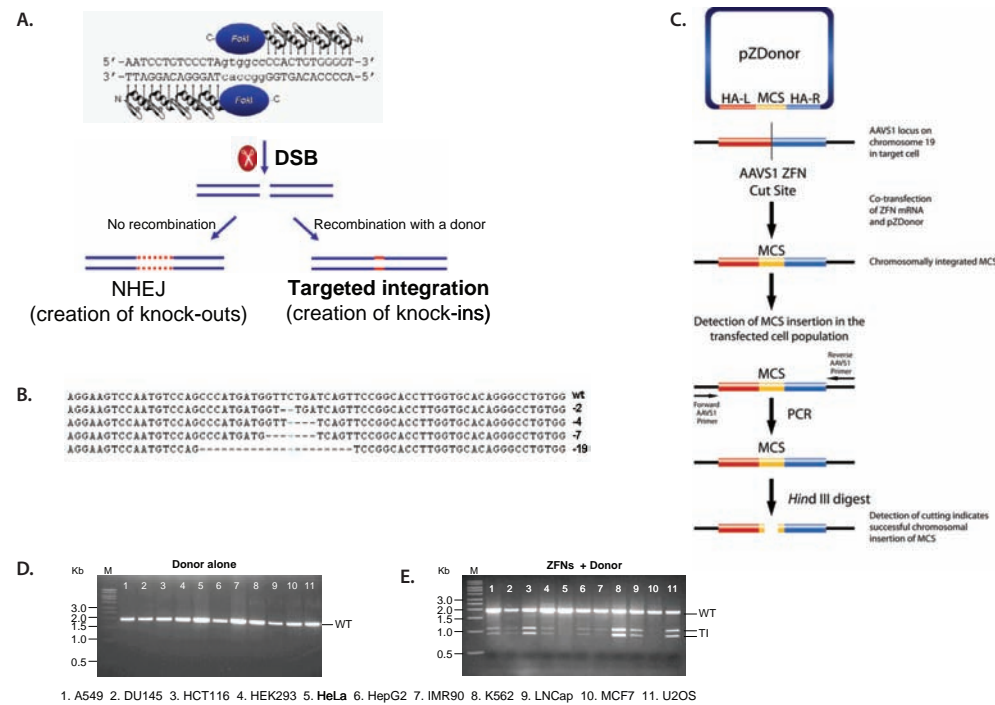 A.
C- FokI -N
5'-AATCCTGTCCCTAgtggccCCACTGTGGGGT-3'
3'-TTAGGACAGGGATcaccggGGTGACACCCCA-5'
N- FokI -C
DSB
No recombination
Recombination with a donor
NHEJ
(creation of knock-outs)
Targeted integration
(creation of knock-ins)
B.
AGGAAGTCCAATGTCCAGCCCATGATGGTTCTGATCAGTTCCGGCACCTTGGTGCACAGGGCCTGTGG wt
AGGAAGTCCAATGTCCAGCCCATGATGGT--TGATCAGTTCCGGCACCTTGGTGCACAGGGCCTGTGG -2
AGGAAGTCCAATGTCCAGCCCATGATGGTT----TCAGTTCCGGCACCTTGGTGCACAGGGCCTGTGG -4
AGGAAGTCCAATGTCCAGCCCATGATG-------TCAGTTCCGGCACCTTGGTGCACAGGGCCTGTGG -7
AGGAAGTCCAATGTCCAG-------------------TCCGGCACCTTGGTGCACAGGGCCTGTGG -19
C.
pZDonor
HA-L MCS HA-R
AAVS1 locus on
chromosome 19
in target cell
AAVS1 ZFN
Cut Site
Co-transfection
of ZFN mRNA
and pZDonor
MCS
Chromosomally integrated MCS
Detection of MCS insertion in the
transfected cell population
Reverse
AAVS1
Primer
MCS
Forward
AAVS1
Primer
PCR
MCS
Hind III digest
Detection of cutting indicates
successful chromosomal
insertion of MCS
D.
Donor alone
Kb M
1 2 3 4 5 6 7 8 9 10 11
3.0
2.0
1.5
1.0
0.5
WT
E.
ZFNs + Donor
Kb M
1 2 3 4 5 6 7 8 9 10 11
3.0
2.0
1.5
1.0
0.5
WT
TI
1. A549 2. DU145 3. HCT116 4. HEK293 5. HeLa 6. HepG2 7. IMR90 8. K562 9. LNCap 10. MCF7 11. U2OS